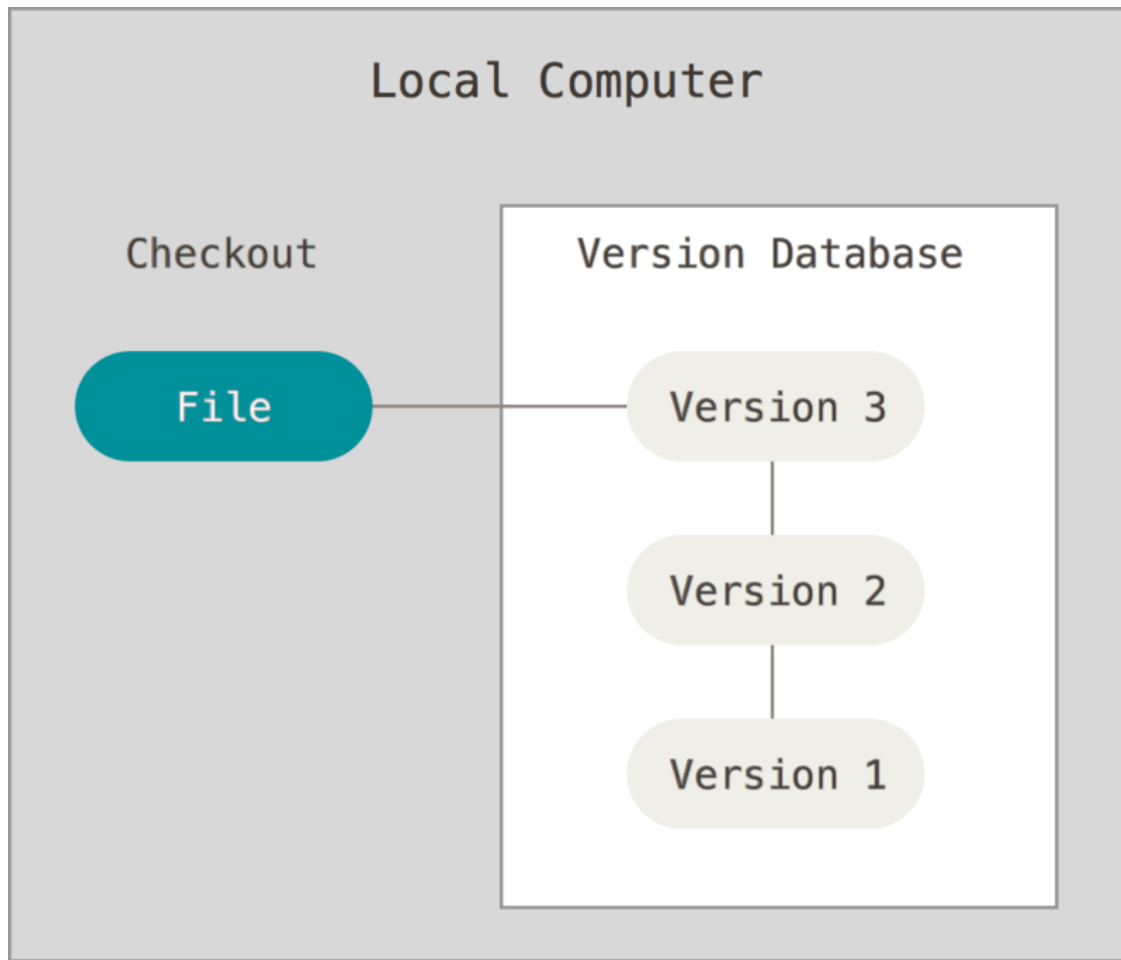 Local Computer
Checkout
Version Database
File
Version 3
Version 2
Version 1